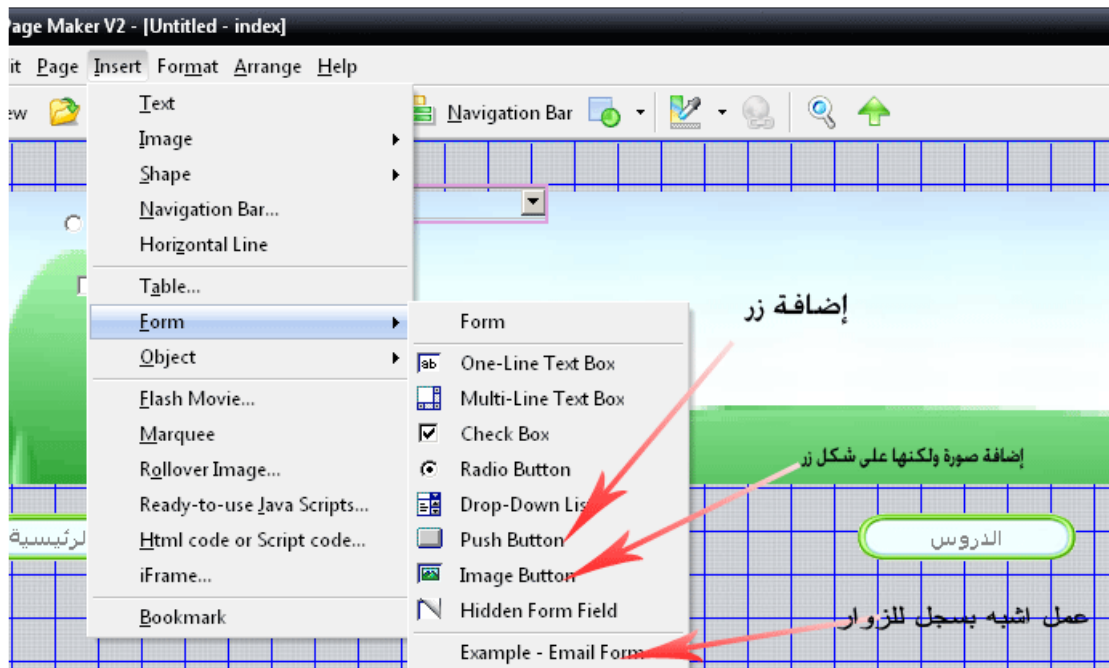 Page Maker V2 - [Untitled - index]
it Page Insert Format Arrange Help
ew Navigation Bar
Text
Image
Shape
Navigation Bar...
Horizontal Line
Table...
Form
Object
Flash Movie...
Marquee
Rollover Image...
Ready-to-use Java Scripts...
Html code or Script code...
iFrame...
Bookmark
Form
ab One-Line Text Box
Multi-Line Text Box
Check Box
Radio Button
Drop-Down Lis
Push Button
Image Button
Hidden Form Field
Example - Email Form
إضافة زر
إضافة صورة ولكنها على شكل زر
لرئيسية
الدروس
عمل اشبه بسجل للزوار